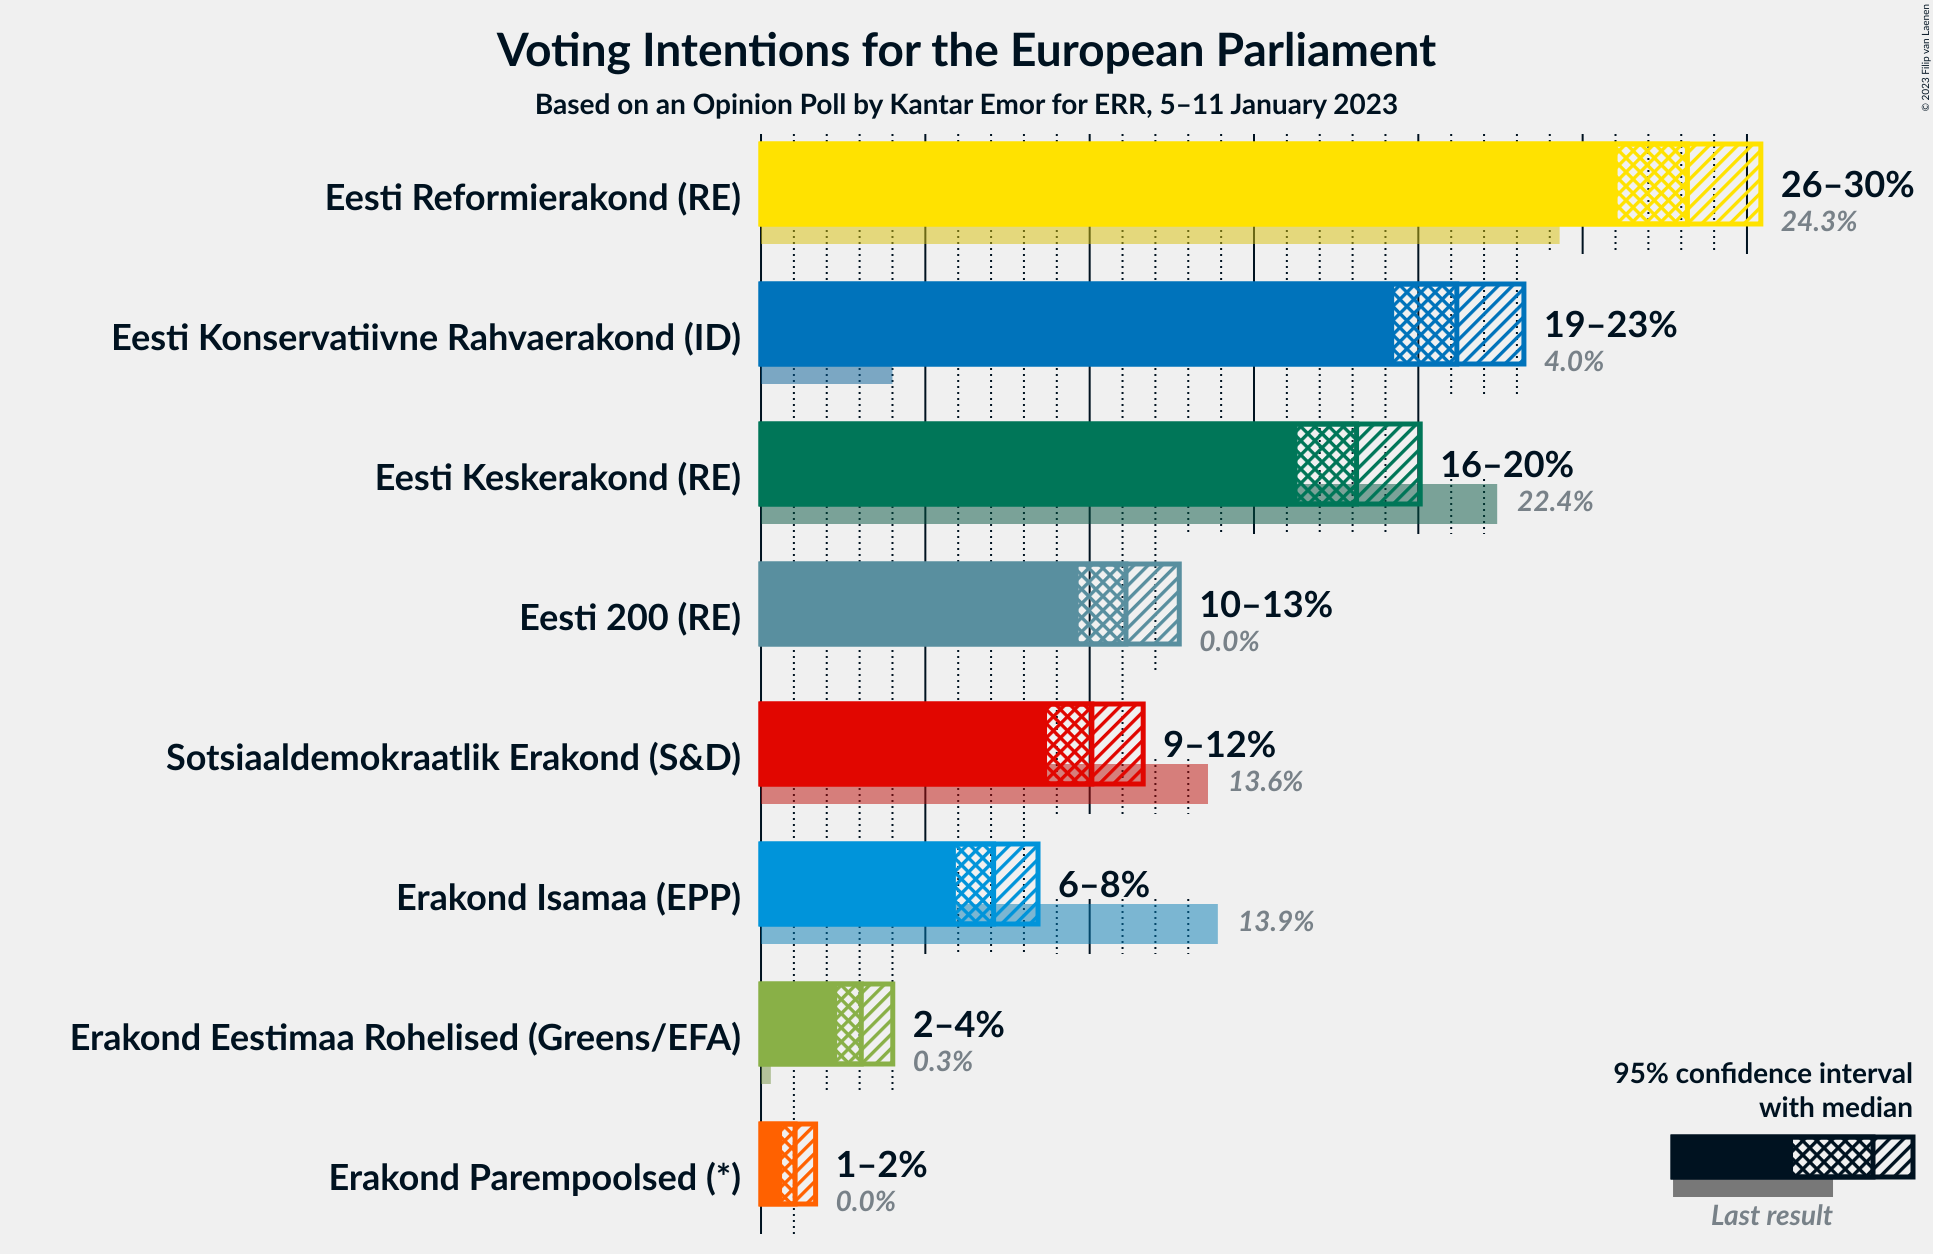 Voting Intentions for the European Parliament
Based on an Opinion Poll by Kantar Emor for ERR, 5–11 January 2023
© 2023 Filip van Laenen
Eesti Reformierakond (RE)
26–30%
24.3%
Eesti Konservatiivne Rahvaerakond (ID)
19–23%
4.0%
Eesti Keskerakond (RE)
16–20%
22.4%
Eesti 200 (RE)
10–13%
0.0%
Sotsiaaldemokraatlik Erakond (S&D)
9–12%
13.6%
Erakond Isamaa (EPP)
6–8%
13.9%
Erakond Eestimaa Rohelised (Greens/EFA)
2–4%
0.3%
Erakond Parempoolsed (*)
1–2%
0.0%
95% confidence interval
with median
Last result